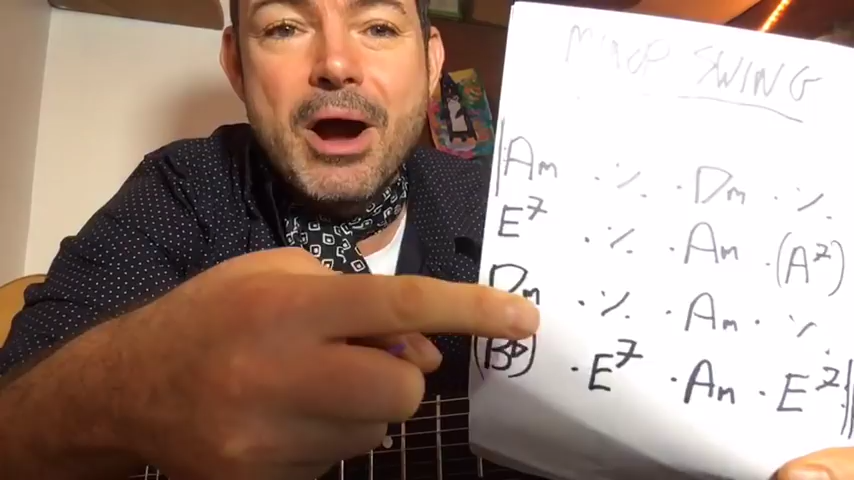 MINOR SWING
| Am · ٪ · Dm · ٪
E7 · ٪ · Am · (A7)
Dm · ٪ · Am · ٪
· E7 · Am · E7 ||